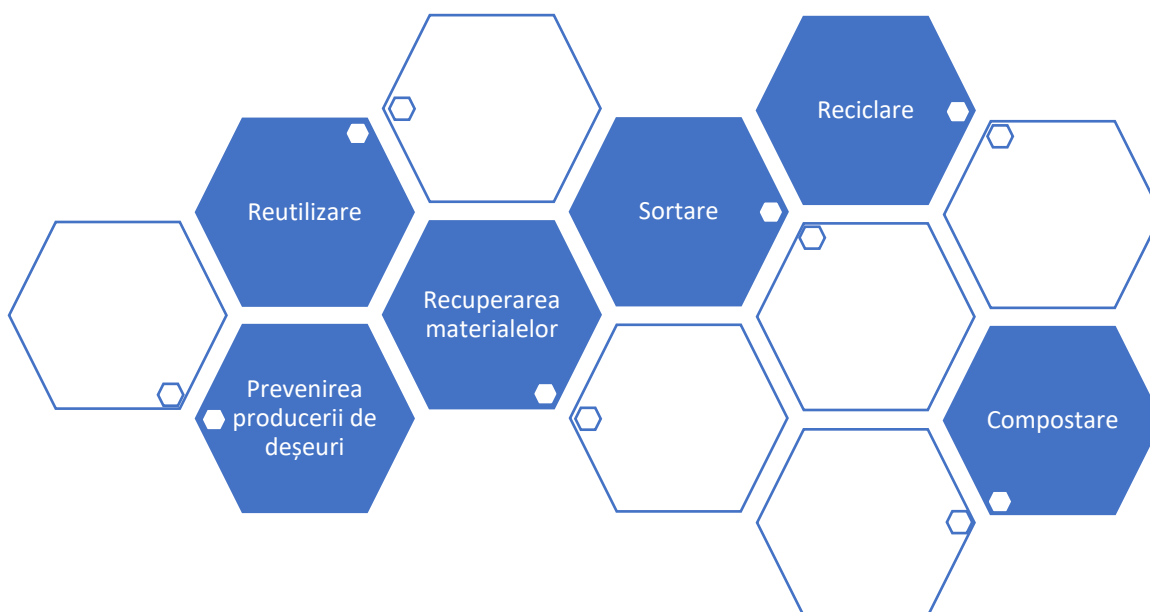 Reciclare
Reutilizare
Sortare
Recuperarea
materialelor
Prevenirea
producerii de
deșeuri
Compostare